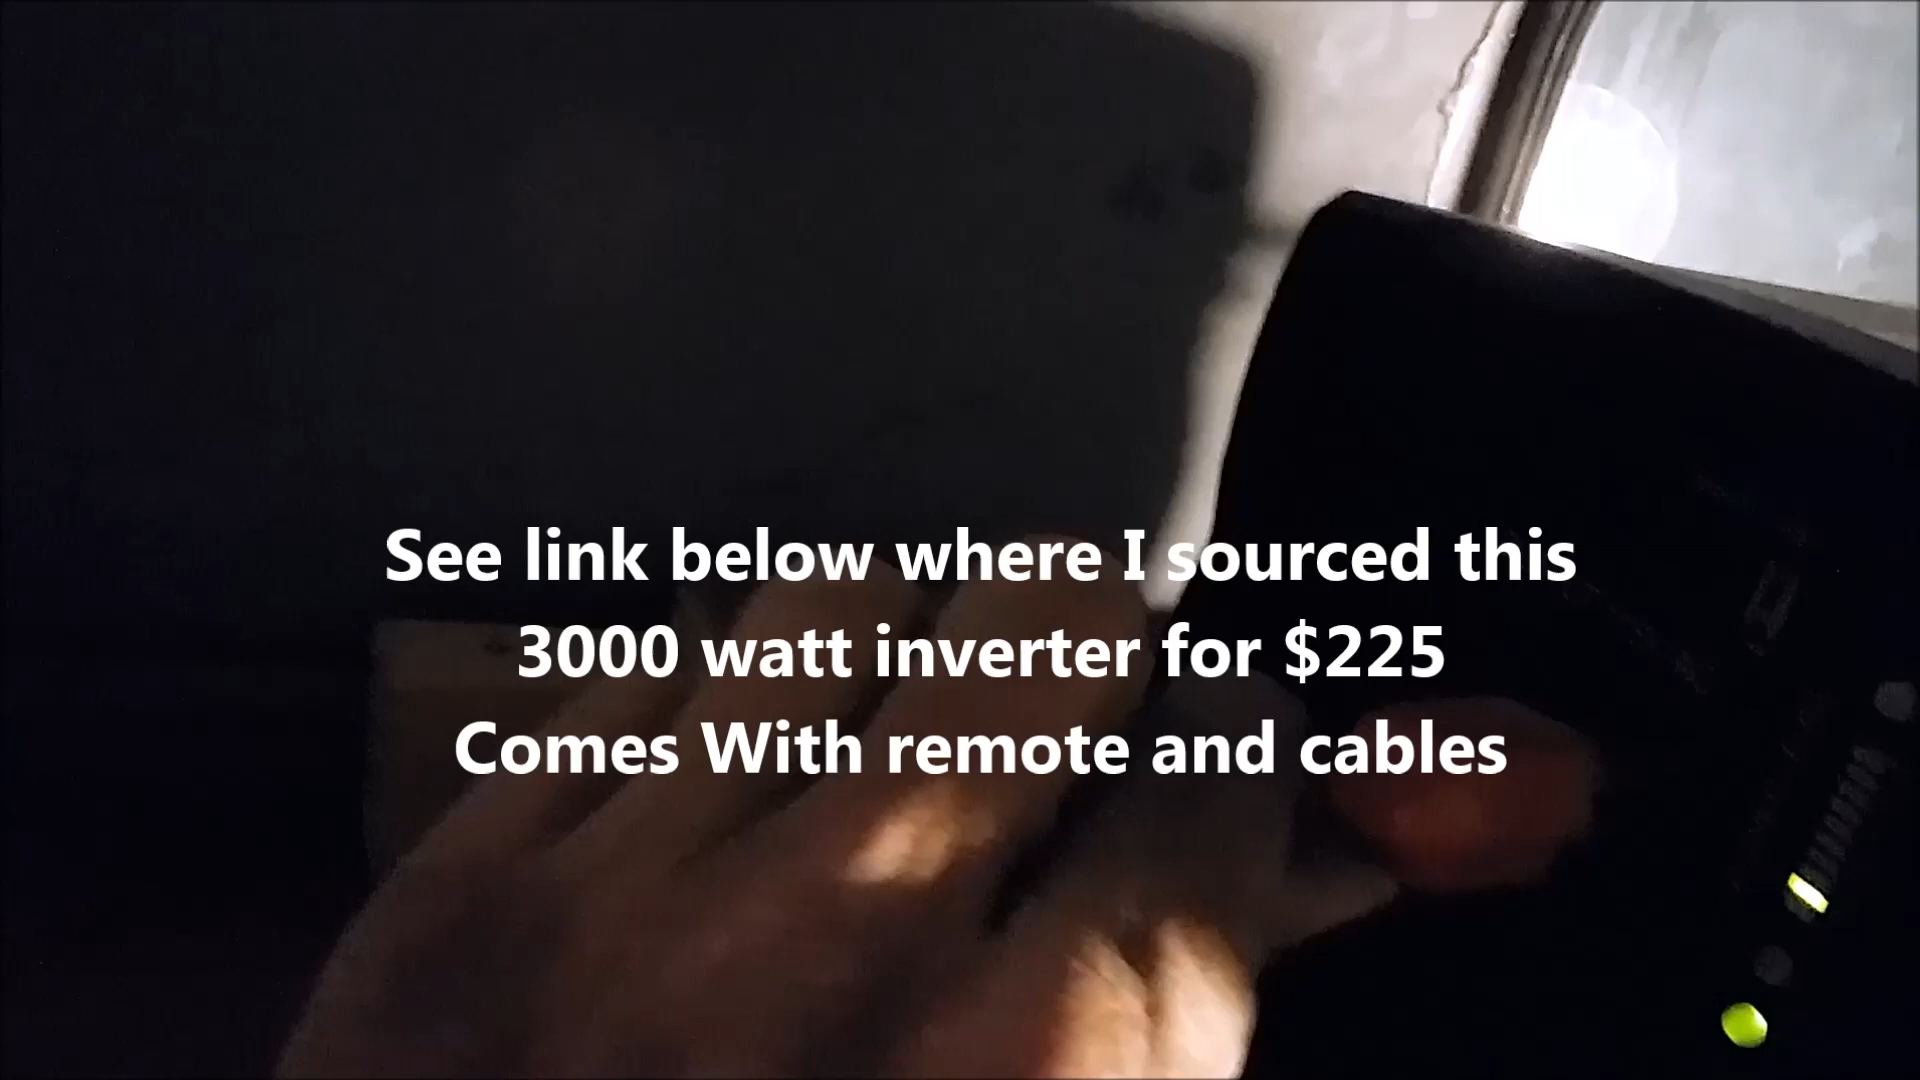 See link below where I sourced this
3000 watt inverter for $225
Comes With remote and cables